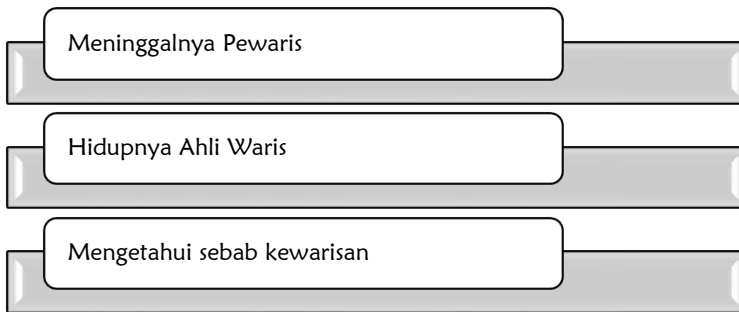 Meninggalnya Pewaris
Hidupnya Ahli Waris
Mengetahui sebab kewarisan